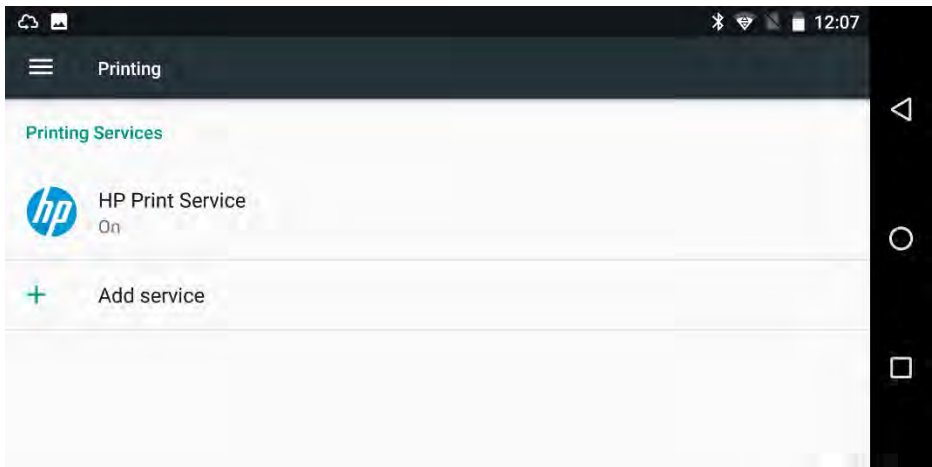 12:07
Printing
Printing Services
hp
HP Print Service
On
Add service